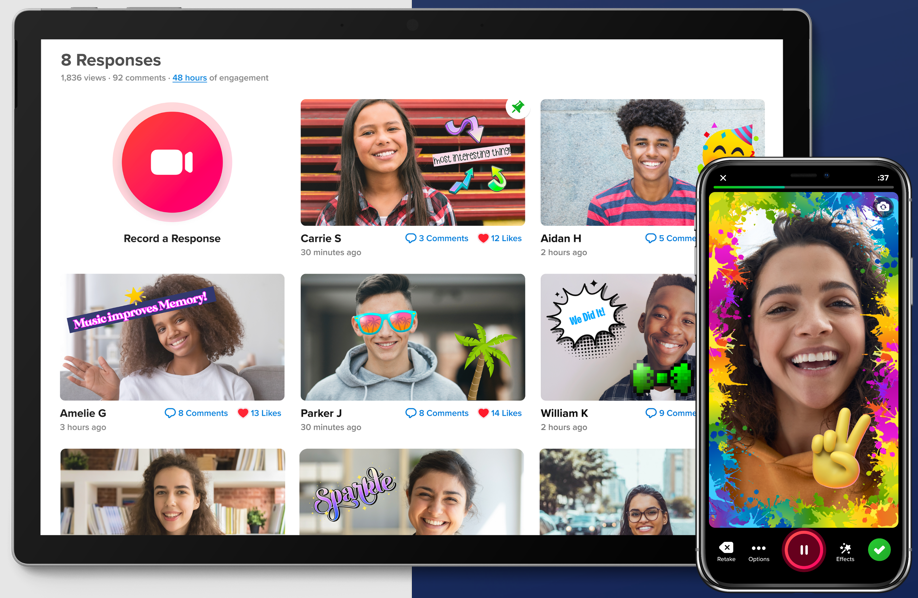 8 Responses
1,836 views · 92 comments · 48 hours of engagement
Record a Response
most interesting thing!
Carrie S
3 Comments 12 Likes
30 minutes ago
Aidan H
5 Comme
2 hours ago
Music improves Memory!
Amelie G
8 Comments 13 Likes
3 hours ago
Parker J
8 Comments 14 Likes
30 minutes ago
We Did It!
William K
9 Comme
2 hours ago
Sparkle
:37
Retake
Options
Effects